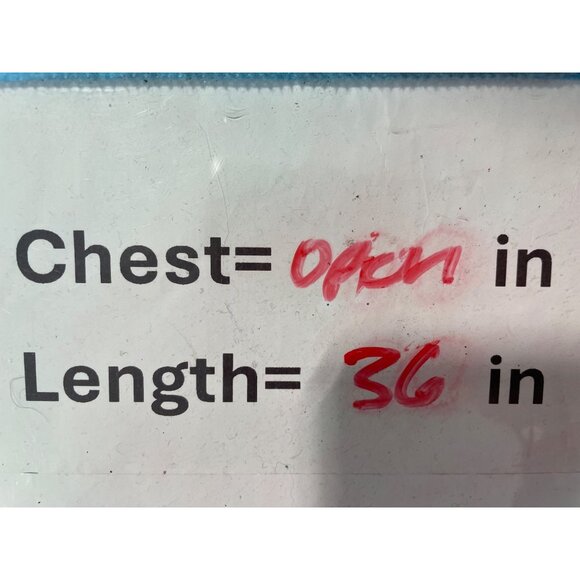 Chest= open in
Length= 36 in